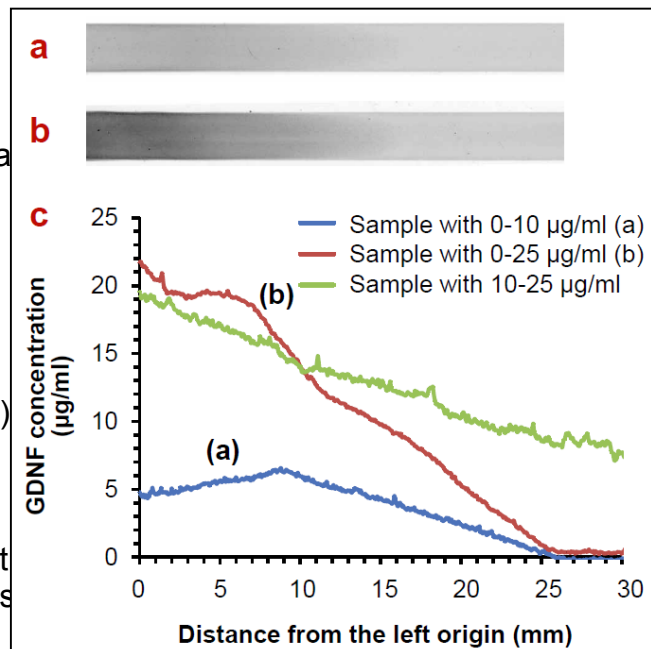 a
b
c
Sample with 0-10 µg/ml (a)
Sample with 0-25 µg/ml (b)
Sample with 10-25 µg/ml
(b)
(a)
GDNF concentration
(µg/ml)
25
20
15
10
5
0
0 5 10 15 20 25 30
Distance from the left origin (mm)
a
)
t
s